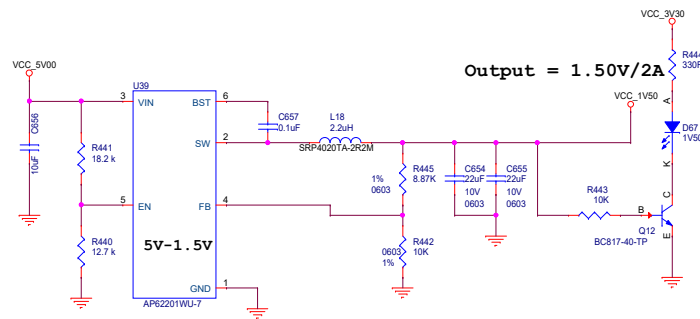 VCC_3V30
R444
330R
Output = 1.50V/2A
VCC_5V00
VCC_1V50
U39
3
VIN
BST
6
C657
0.1uF
L18
2.2uH
SRP4020TA-2R2M
SW
2
C656
10uF
R441
18.2 k
A
D67
1V50
K
R445
8.87K
1%
0603
C654
22uF
10V
0603
C655
22uF
10V
0603
5
EN
FB
4
R443
10K
B
C
E
Q12
BC817-40-TP
R440
12.7 k
5V-1.5V
0603
1%
R442
10K
GND
1
AP62201WU-7